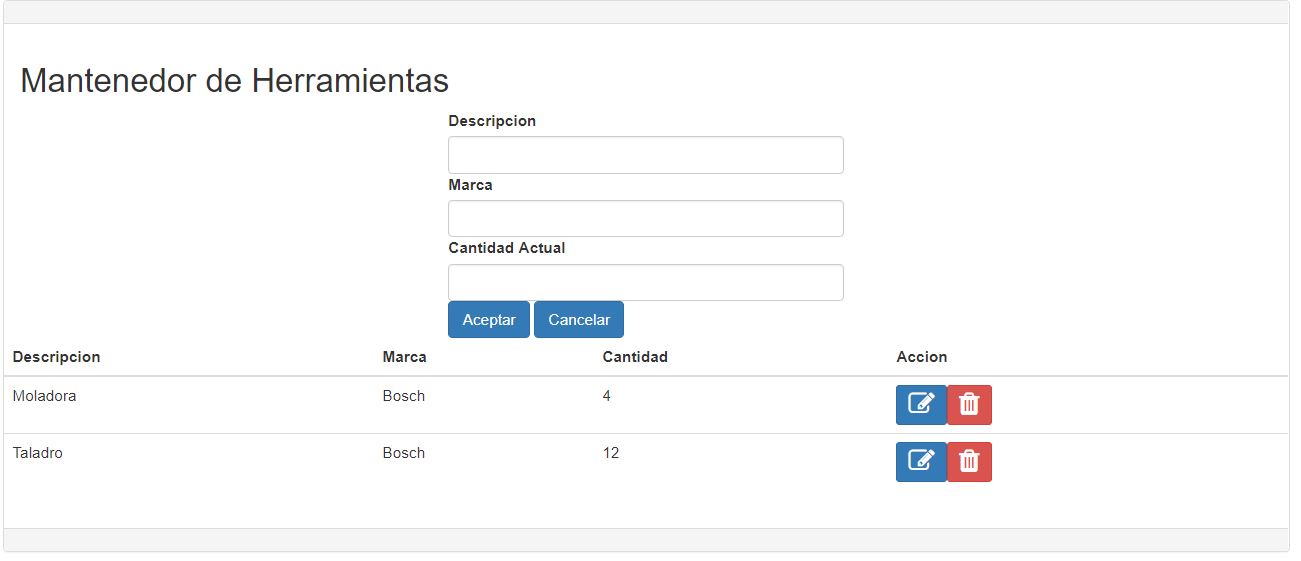 Mantenedor de Herramientas
Descripcion
Marca
Cantidad Actual
Aceptar Cancelar
Descripcion Marca Cantidad Accion
Moladora Bosch 4
Taladro Bosch 12